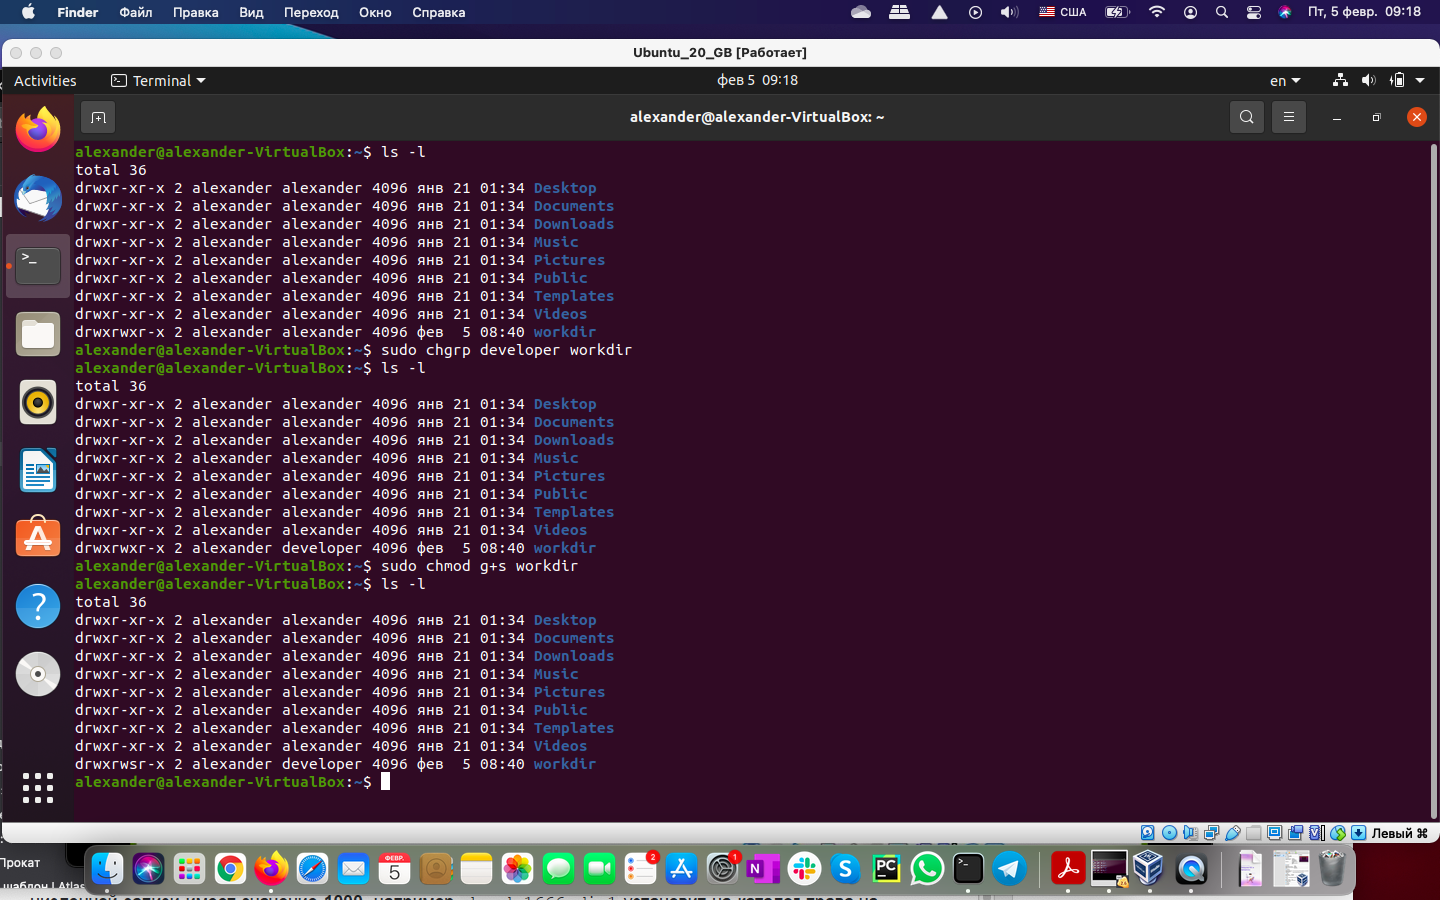 Finder Файл Правка Вид Переход Окно Справка США Пт, 5 февр. 09:18
Ubuntu_20_GB [Работает]
Activities Terminal фев 5 09:18 en
alexander@alexander-VirtualBox: ~
alexander@alexander-VirtualBox:~$ ls -l
total 36
drwxr-xr-x 2 alexander alexander 4096 янв 21 01:34 Desktop
drwxr-xr-x 2 alexander alexander 4096 янв 21 01:34 Documents
drwxr-xr-x 2 alexander alexander 4096 янв 21 01:34 Downloads
drwxr-xr-x 2 alexander alexander 4096 янв 21 01:34 Music
drwxr-xr-x 2 alexander alexander 4096 янв 21 01:34 Pictures
drwxr-xr-x 2 alexander alexander 4096 янв 21 01:34 Public
drwxr-xr-x 2 alexander alexander 4096 янв 21 01:34 Templates
drwxr-xr-x 2 alexander alexander 4096 янв 21 01:34 Videos
drwxrwxr-x 2 alexander alexander 4096 фев  5 08:40 workdir
alexander@alexander-VirtualBox:~$ sudo chgrp developer workdir
alexander@alexander-VirtualBox:~$ ls -l
total 36
drwxr-xr-x 2 alexander alexander 4096 янв 21 01:34 Desktop
drwxr-xr-x 2 alexander alexander 4096 янв 21 01:34 Documents
drwxr-xr-x 2 alexander alexander 4096 янв 21 01:34 Downloads
drwxr-xr-x 2 alexander alexander 4096 янв 21 01:34 Music
drwxr-xr-x 2 alexander alexander 4096 янв 21 01:34 Pictures
drwxr-xr-x 2 alexander alexander 4096 янв 21 01:34 Public
drwxr-xr-x 2 alexander alexander 4096 янв 21 01:34 Templates
drwxr-xr-x 2 alexander alexander 4096 янв 21 01:34 Videos
drwxrwxr-x 2 alexander developer 4096 фев  5 08:40 workdir
alexander@alexander-VirtualBox:~$ sudo chmod g+s workdir
alexander@alexander-VirtualBox:~$ ls -l
total 36
drwxr-xr-x 2 alexander alexander 4096 янв 21 01:34 Desktop
drwxr-xr-x 2 alexander alexander 4096 янв 21 01:34 Documents
drwxr-xr-x 2 alexander alexander 4096 янв 21 01:34 Downloads
drwxr-xr-x 2 alexander alexander 4096 янв 21 01:34 Music
drwxr-xr-x 2 alexander alexander 4096 янв 21 01:34 Pictures
drwxr-xr-x 2 alexander alexander 4096 янв 21 01:34 Public
drwxr-xr-x 2 alexander alexander 4096 янв 21 01:34 Templates
drwxr-xr-x 2 alexander alexander 4096 янв 21 01:34 Videos
drwxrwsr-x 2 alexander developer 4096 фев  5 08:40 workdir
alexander@alexander-VirtualBox:~$
Левый ⌘
Прокат
шаблон | Atlas
ФЕВР.
5
2
1